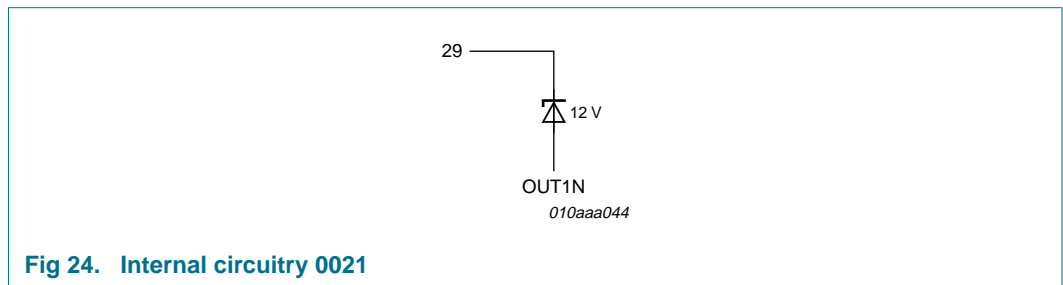 29
12 V
OUT1N
010aaa044
Fig 24. Internal circuitry 0021